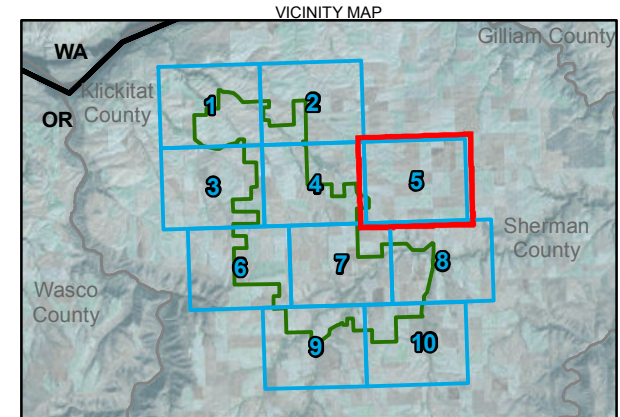 VICINITY MAP
Gilliam County
WA
Klickitat
County
OR
1
2
3
4
5
Sherman
County
6
7
8
Wasco
County
9
10